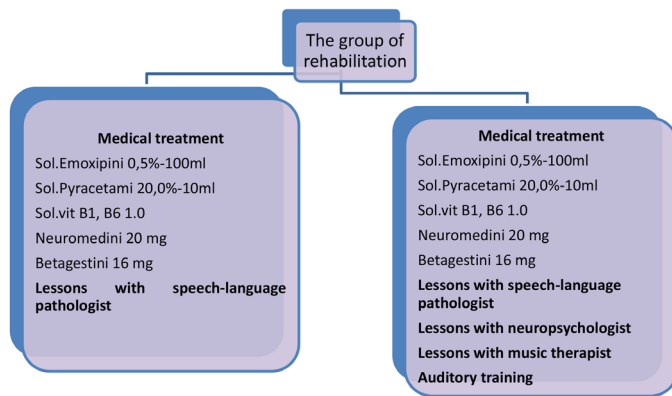 The group of
rehabilitation
Medical treatment
Sol.Emoxipini 0,5%-100ml
Sol.Pyracetami 20,0%-10ml
Sol.vit B1, B6 1.0
Neuromedini 20 mg
Betagestini 16 mg
Lessons with speech-language
pathologist
Medical treatment
Sol.Emoxipini 0,5%-100ml
Sol.Pyracetami 20,0%-10ml
Sol.vit B1, B6 1.0
Neuromedini 20 mg
Betagestini 16 mg
Lessons with speech-language
pathologist
Lessons with neuropsychologist
Lessons with music therapist
Auditory training